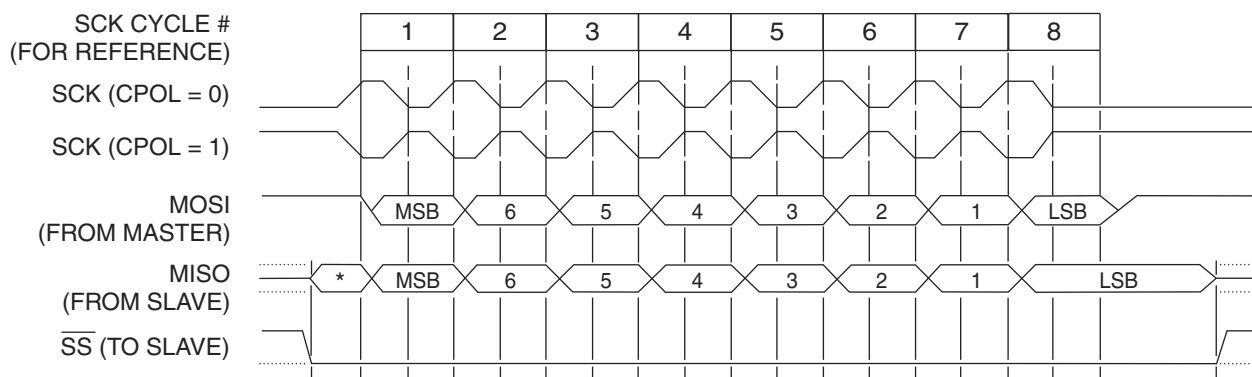 SCK CYCLE #
(FOR REFERENCE)
1 2 3 4 5 6 7 8
SCK (CPOL = 0)
SCK (CPOL = 1)
MOSI
(FROM MASTER)
MSB 6 5 4 3 2 1 LSB
MISO
(FROM SLAVE)
* MSB 6 5 4 3 2 1 LSB
SS (TO SLAVE)